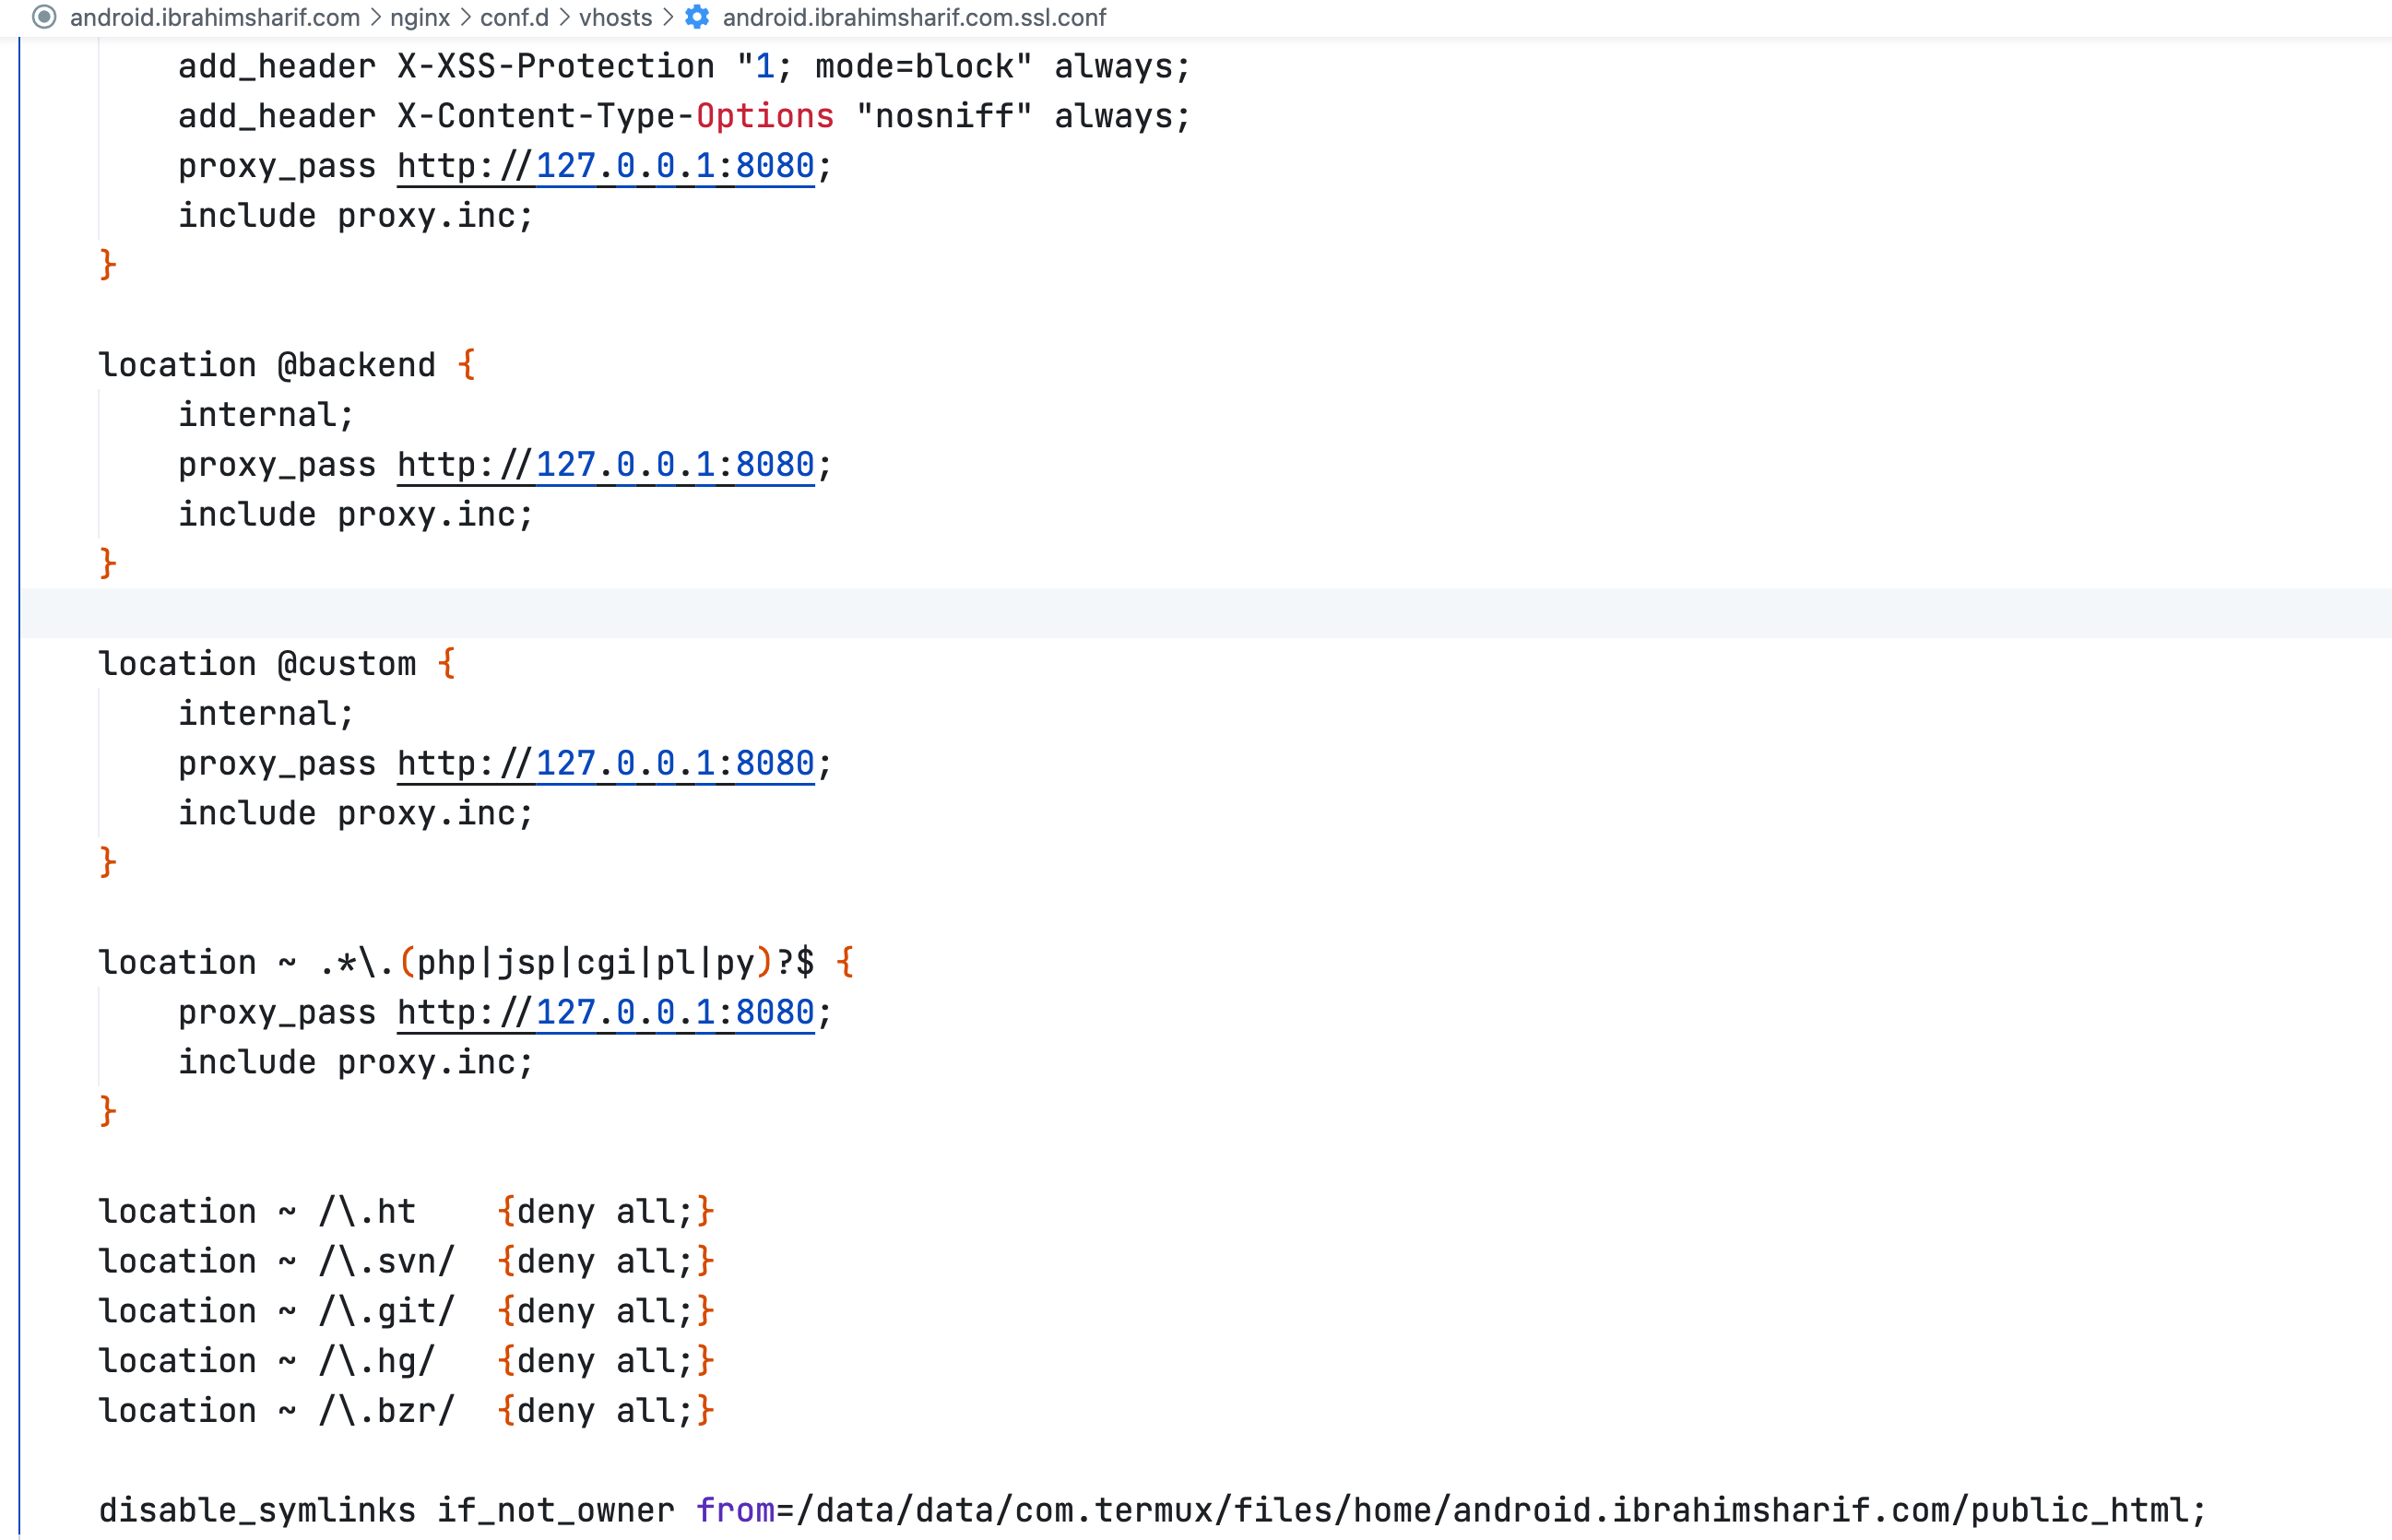 android.ibrahimsharif.com > nginx > conf.d > vhosts > android.ibrahimsharif.com.ssl.conf
add_header X-XSS-Protection "1; mode=block" always;
add_header X-Content-Type-Options "nosniff" always;
proxy_pass http://127.0.0.1:8080;
include proxy.inc;
}
location @backend {
internal;
proxy_pass http://127.0.0.1:8080;
include proxy.inc;
}
location @custom {
internal;
proxy_pass http://127.0.0.1:8080;
include proxy.inc;
}
location ~ .*\.(php|jsp|cgi|pl|py)?$ {
proxy_pass http://127.0.0.1:8080;
include proxy.inc;
}
location ~ /\.ht    {deny all;}
location ~ /\.svn/  {deny all;}
location ~ /\.git/  {deny all;}
location ~ /\.hg/   {deny all;}
location ~ /\.bzr/  {deny all;}
disable_symlinks if_not_owner from=/data/data/com.termux/files/home/android.ibrahimsharif.com/public_html;